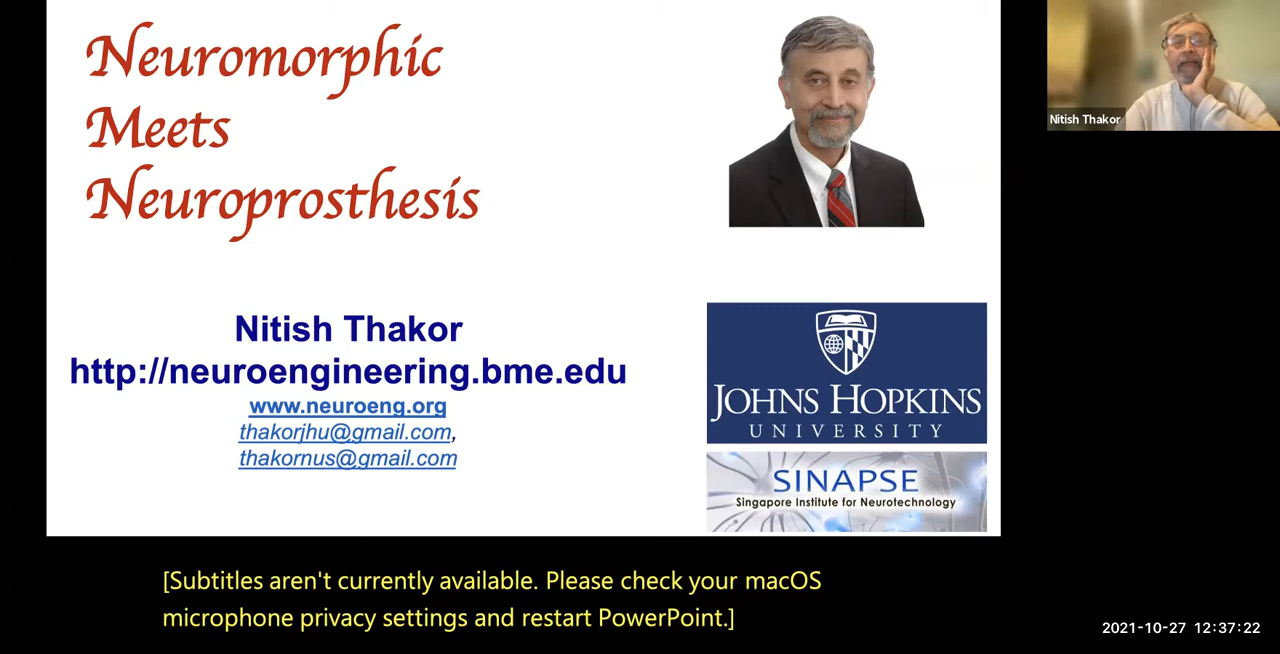 Neuromorphic
Meets
Neuroprosthesis
Nitish Thakor
http://neuroengineering.bme.edu
www.neuroeng.org
thakorjhu@gmail.com,
thakornus@gmail.com
JOHNS HOPKINS
UNIVERSITY
SINAPSE
Singapore Institute for Neurotechnology
Nitish Thakor
[Subtitles aren't currently available. Please check your macOS
microphone privacy settings and restart PowerPoint.]
2021-10-27 12:37:22